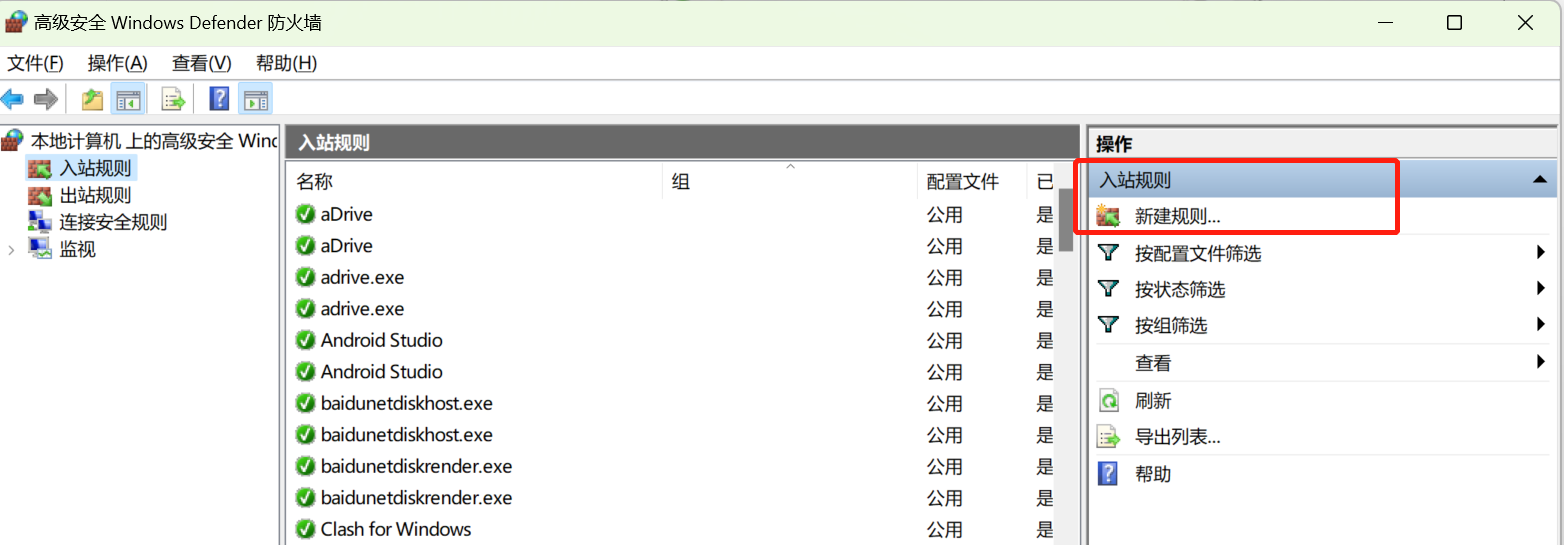 高级安全 Windows Defender 防火墙
文件(F) 操作(A) 查看(V) 帮助(H)
本地计算机 上的高级安全 Wind
入站规则
出站规则
连接安全规则
监视
入站规则
名称 组 配置文件 已
aDrive 公用 是
aDrive 公用 是
adrive.exe 公用 是
adrive.exe 公用 是
Android Studio 公用 是
Android Studio 公用 是
baidunetdiskhost.exe 公用 是
baidunetdiskhost.exe 公用 是
baidunetdiskrender.exe 公用 是
baidunetdiskrender.exe 公用 是
Clash for Windows 公用 是
操作
入站规则
新建规则...
按配置文件筛选
按状态筛选
按组筛选
查看
刷新
导出列表...
帮助